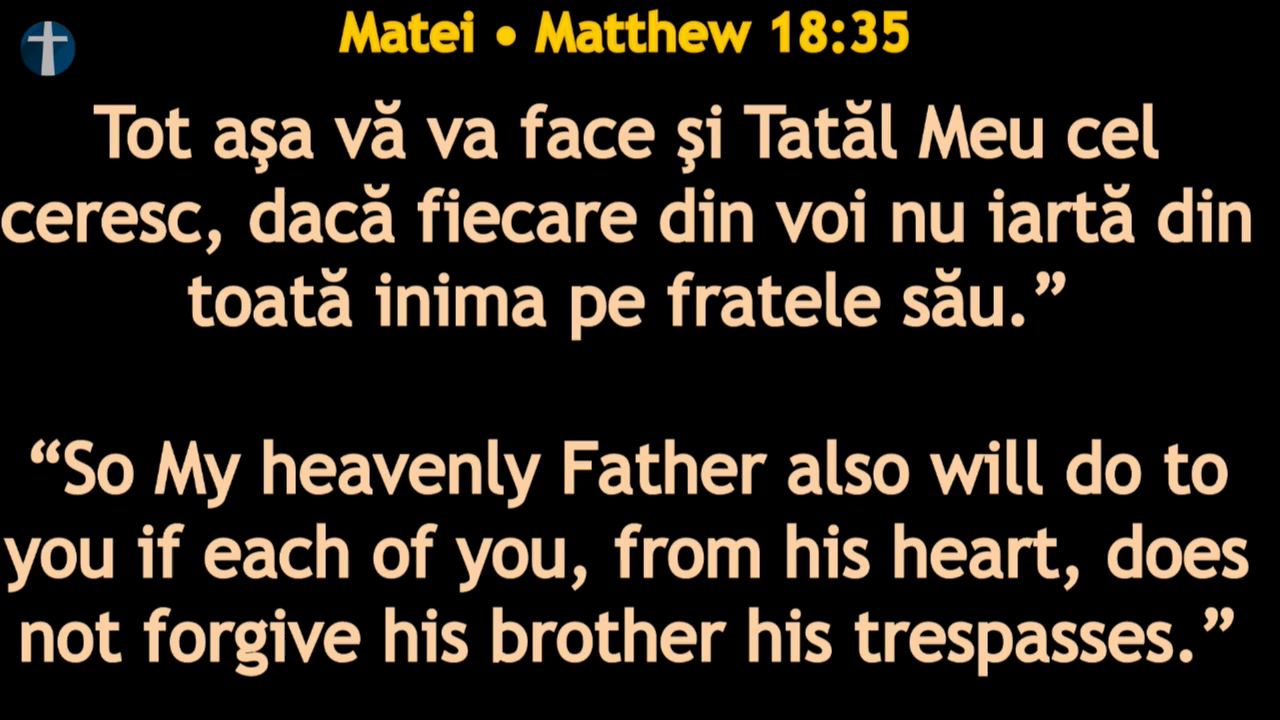 Matei • Matthew 18:35
Tot aşa vă va face şi Tatăl Meu cel
ceresc, dacă fiecare din voi nu iartă din
toată inima pe fratele său.”
“So My heavenly Father also will do to
you if each of you, from his heart, does
not forgive his brother his trespasses.”